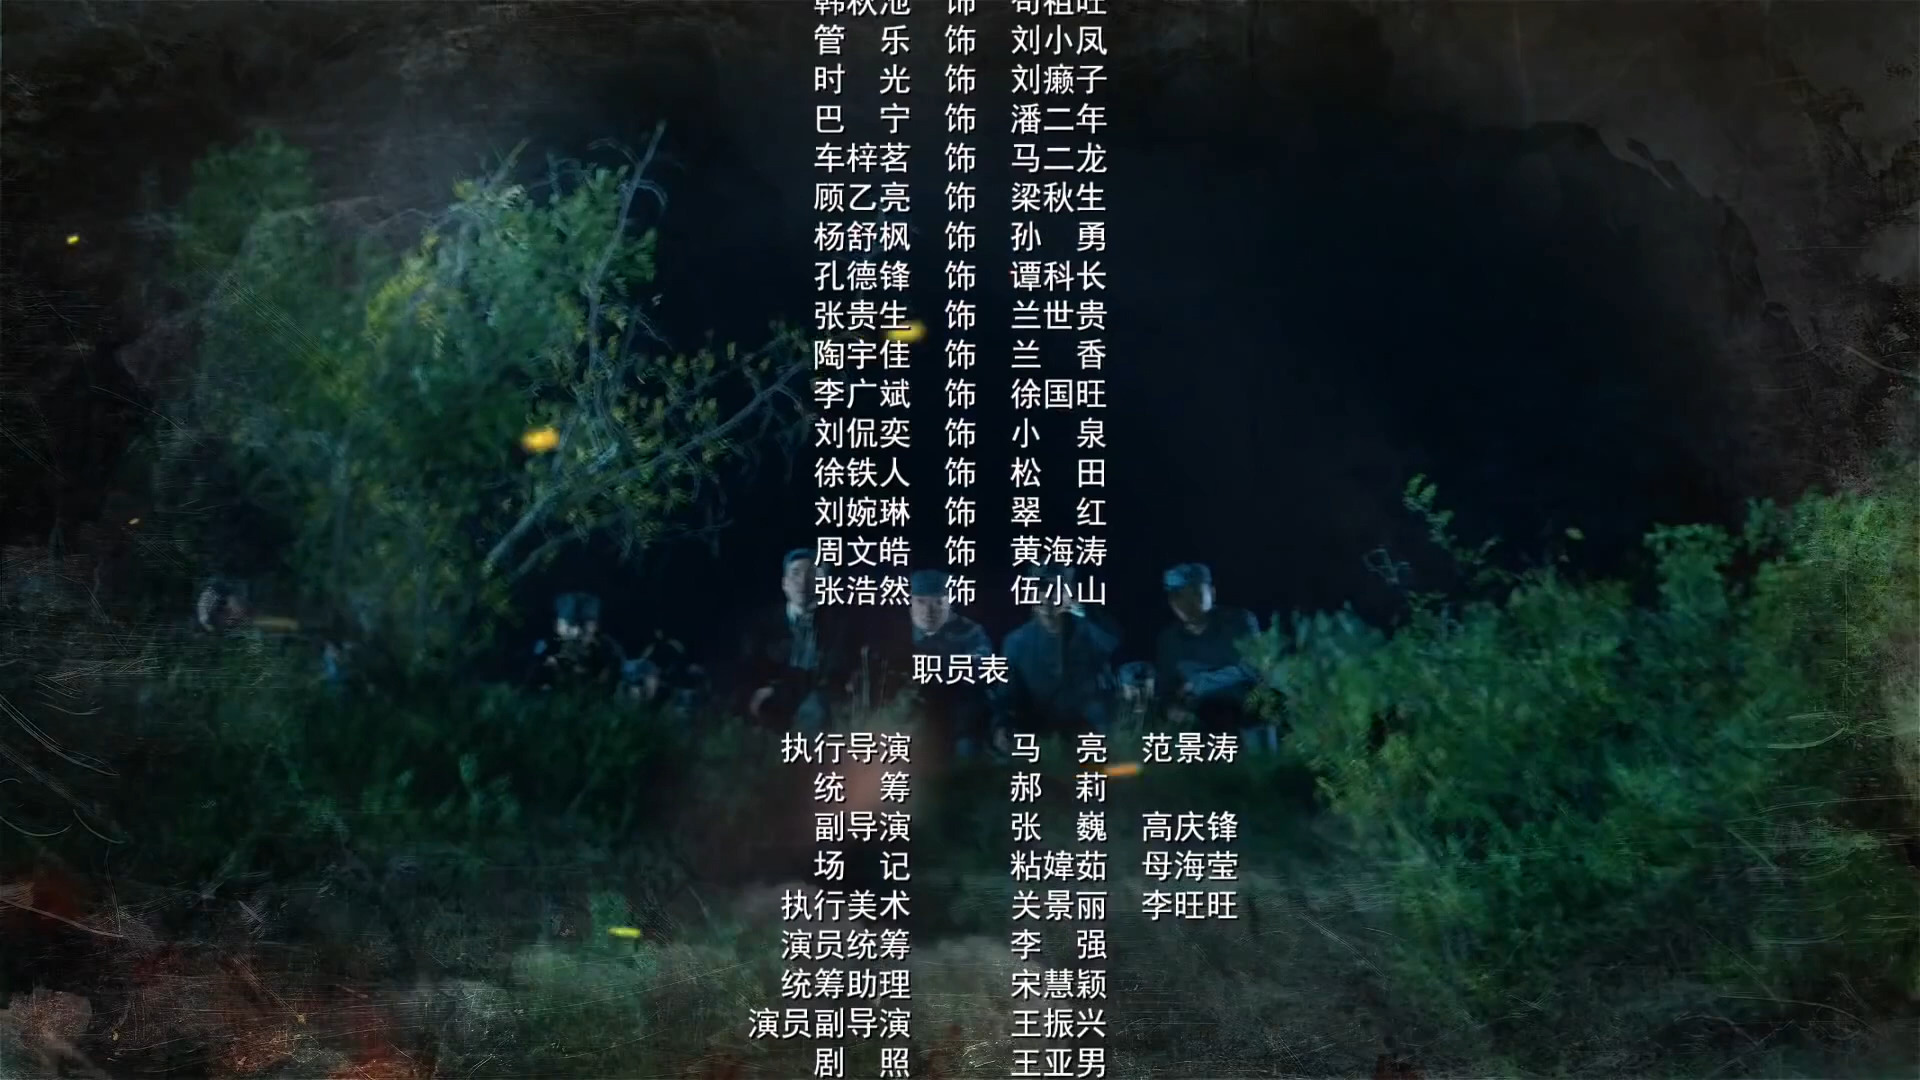 韩秋池 饰 苟祖旺
管 乐 饰 刘小凤
时 光 饰 刘癞子
巴 宁 饰 潘二年
车梓茗 饰 马二龙
顾乙亮 饰 梁秋生
杨舒枫 饰 孙 勇
孔德锋 饰 谭科长
张贵生 饰 兰世贵
陶宇佳 饰 兰 香
李广斌 饰 徐国旺
刘侃奕 饰 小 泉
徐铁人 饰 松 田
刘婉琳 饰 翠 红
周文皓 饰 黄海涛
张浩然 饰 伍小山
职员表
执行导演 马 亮 范景涛
统 筹 郝 莉
副导演 张 巍 高庆锋
场 记 粘婞茹 母海莹
执行美术 关景丽 李旺旺
演员统筹 李 强
统筹助理 宋慧颖
演员副导演 王振兴
剧 照 王亚男